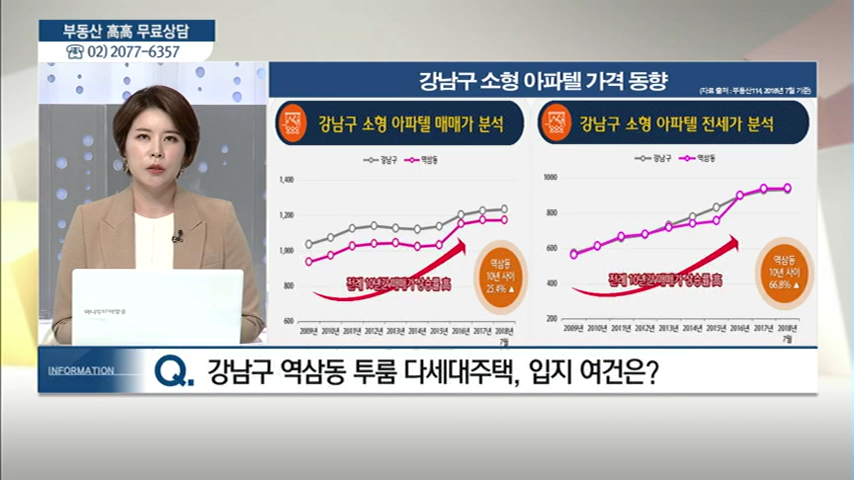 부동산 高高 무료상담
☎ 02) 2077-6357
강남구 소형 아파텔 가격 동향
(자료 출처 : 부동산114, 2018년 7월 기준)
강남구 소형 아파텔 매매가 분석
강남구 역삼동
1,400
1,200
1,000
800
600
2009년 2010년 2011년 2012년 2013년 2014년 2015년 2016년 2017년 2018년
7월
역삼동
10년 사이
25.4% ▲
강남구 소형 아파텔 전세가 분석
강남구 역삼동
1000
800
600
400
200
2009년 2010년 2011년 2012년 2013년 2014년 2015년 2016년 2017년 2018년
7월
역삼동
10년 사이
66.8% ▲
INFORMATION
Q. 강남구 역삼동 투룸 다세대주택, 입지 여건은?